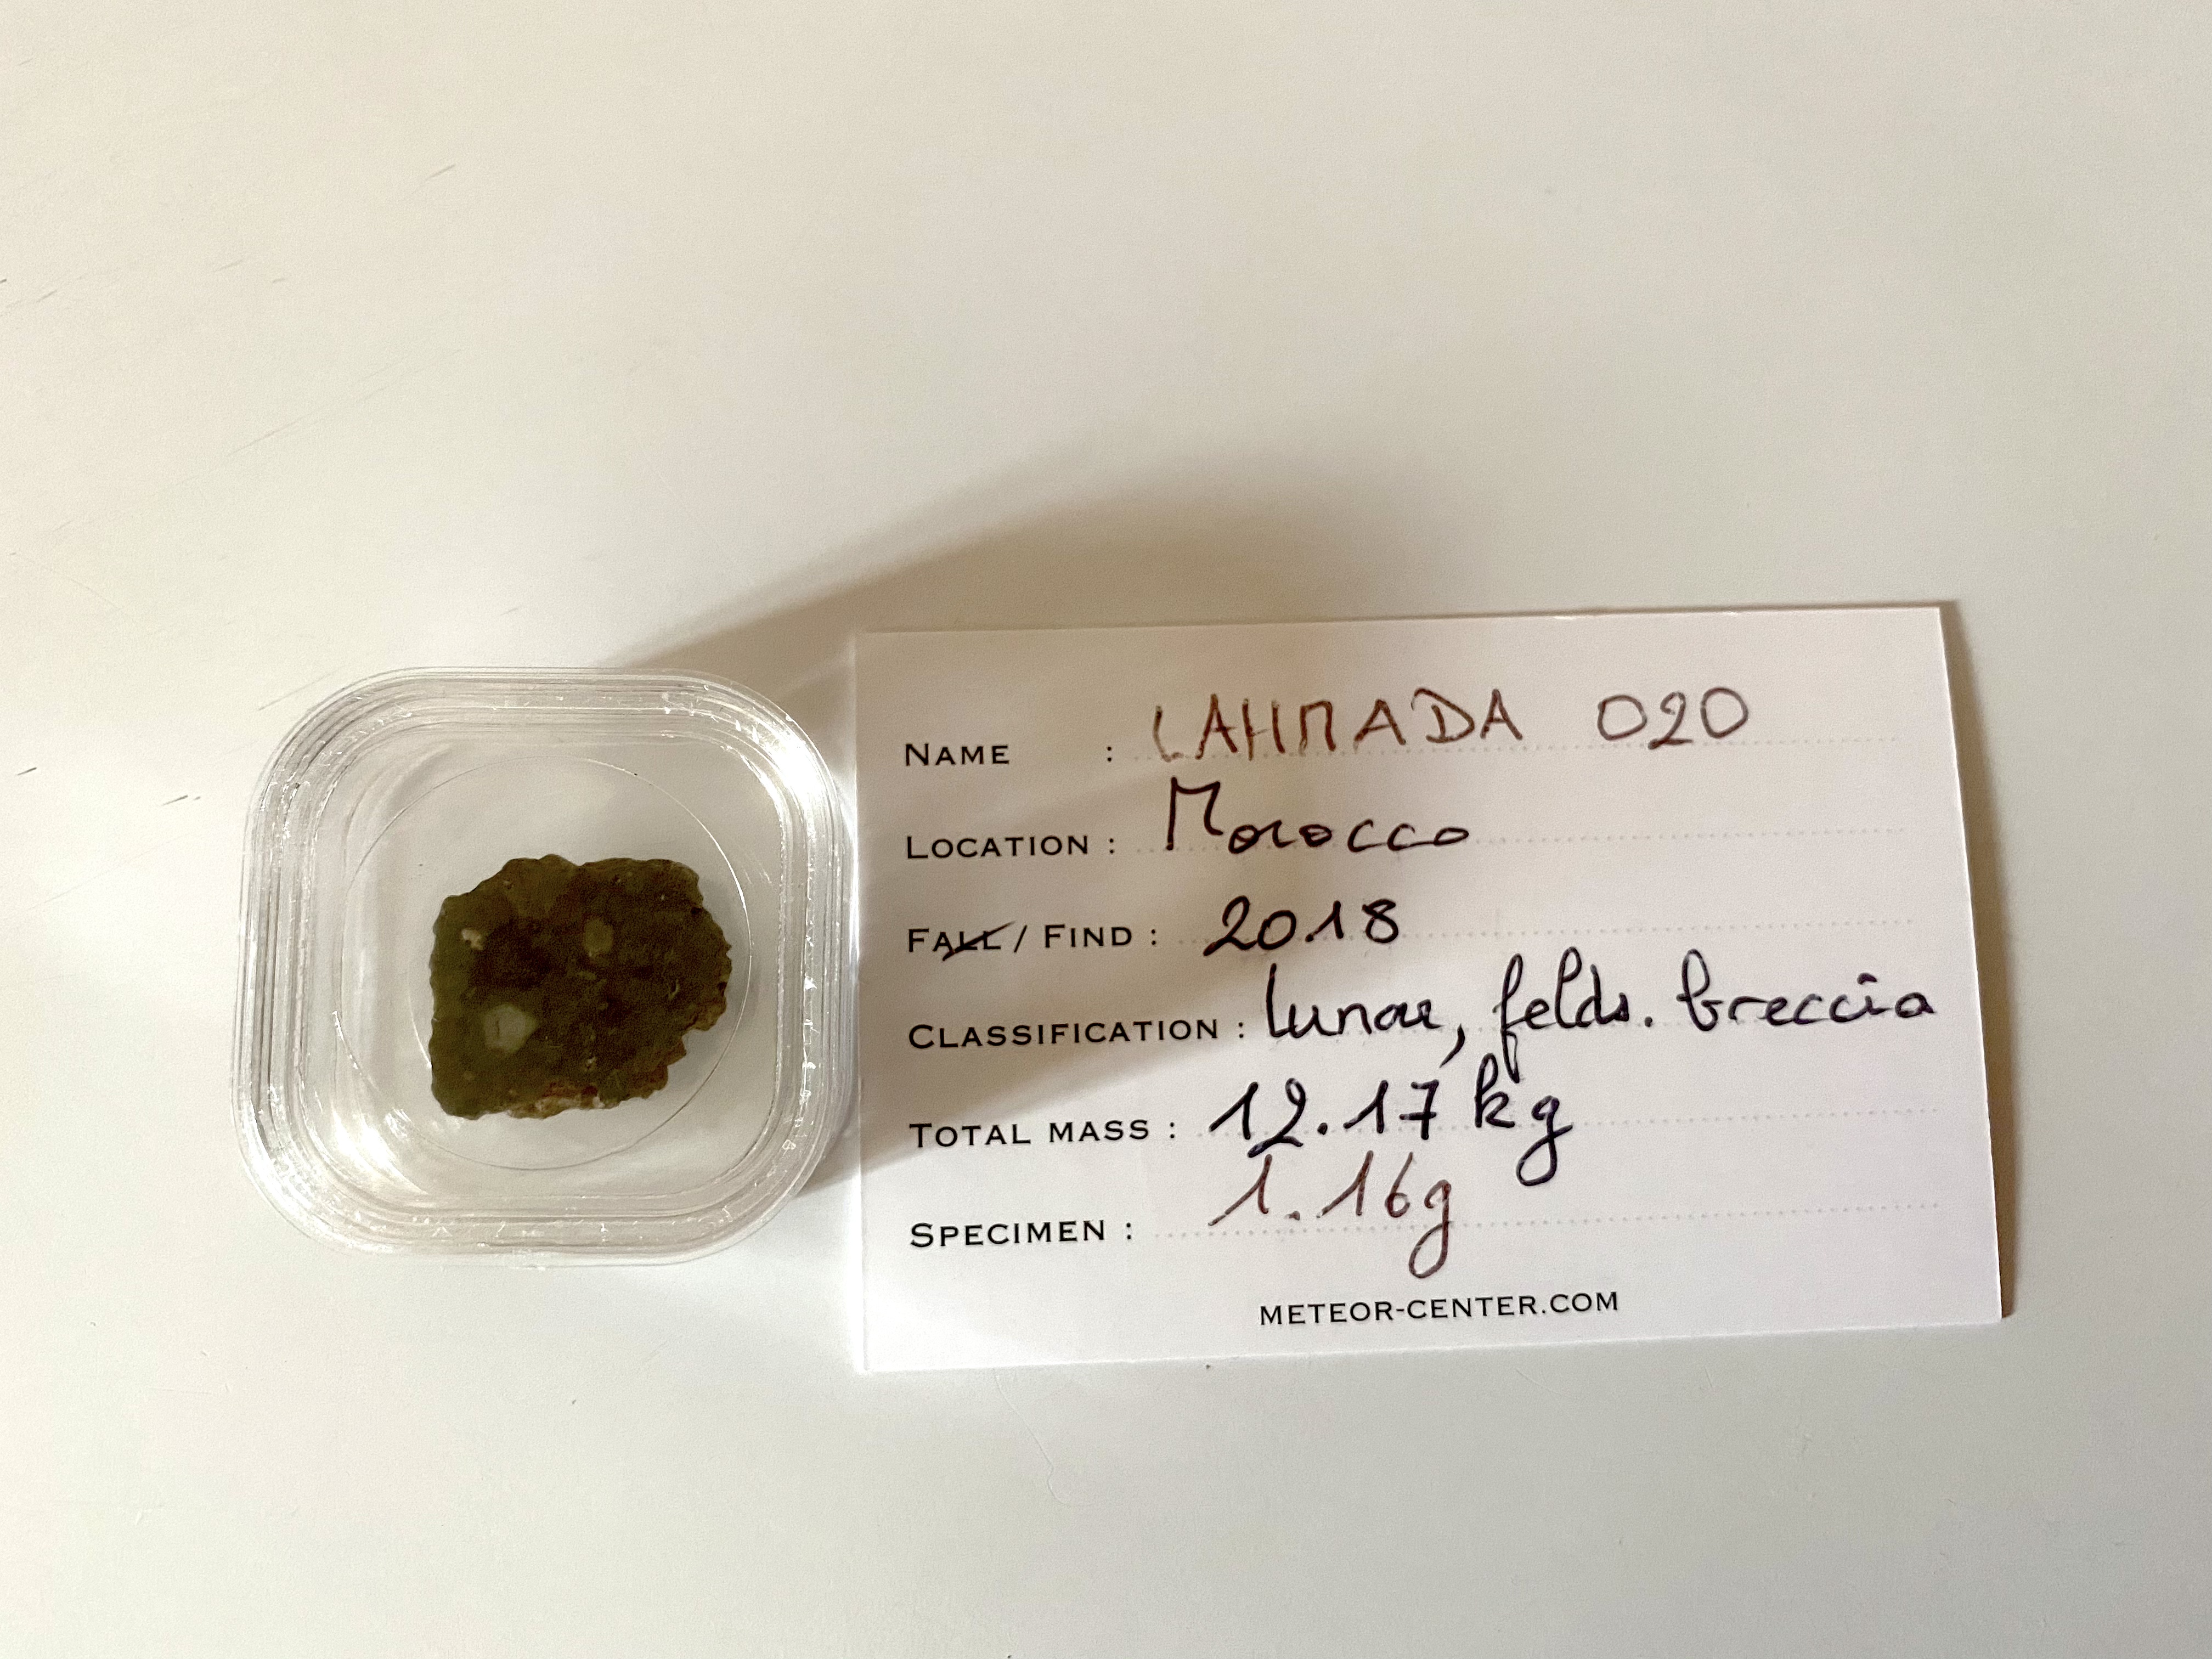 NAME : LAHMADA 020
LOCATION : Morocco
FALL / FIND : 2018
CLASSIFICATION : lunar, felds. breccia
TOTAL MASS : 12.17 kg
SPECIMEN : 1.16g
METEOR-CENTER.COM